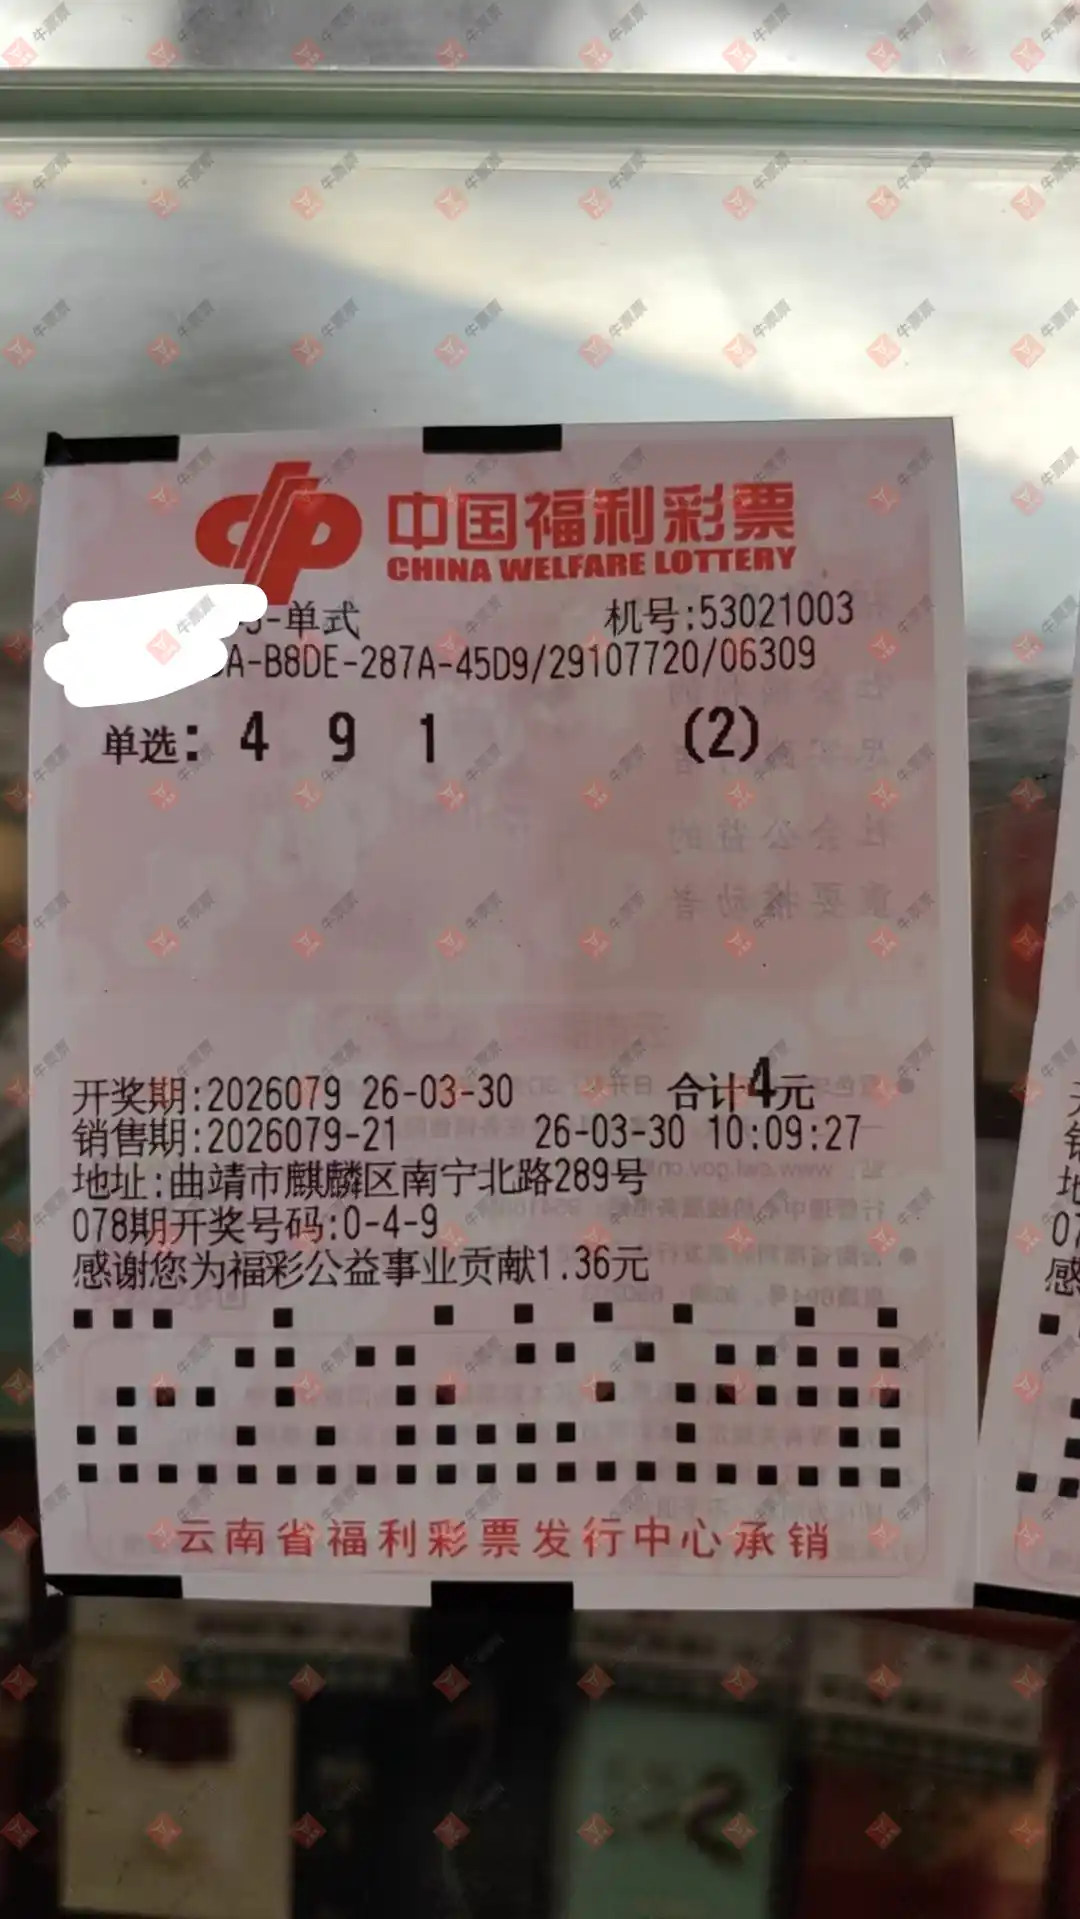 中国福利彩票
CHINA WELFARE LOTTERY
-单式 机号:53021003
A-B8DE-287A-45D9/29107720/06309
单选: 4 9 1 (2)
开奖期:2026079 26-03-30 合计4元
销售期:2026079-21 26-03-30 10:09:27
地址:曲靖市麒麟区南宁北路289号
078期开奖号码:0-4-9
感谢您为福彩公益事业贡献1.36元
云南省福利彩票发行中心承销
牛票票